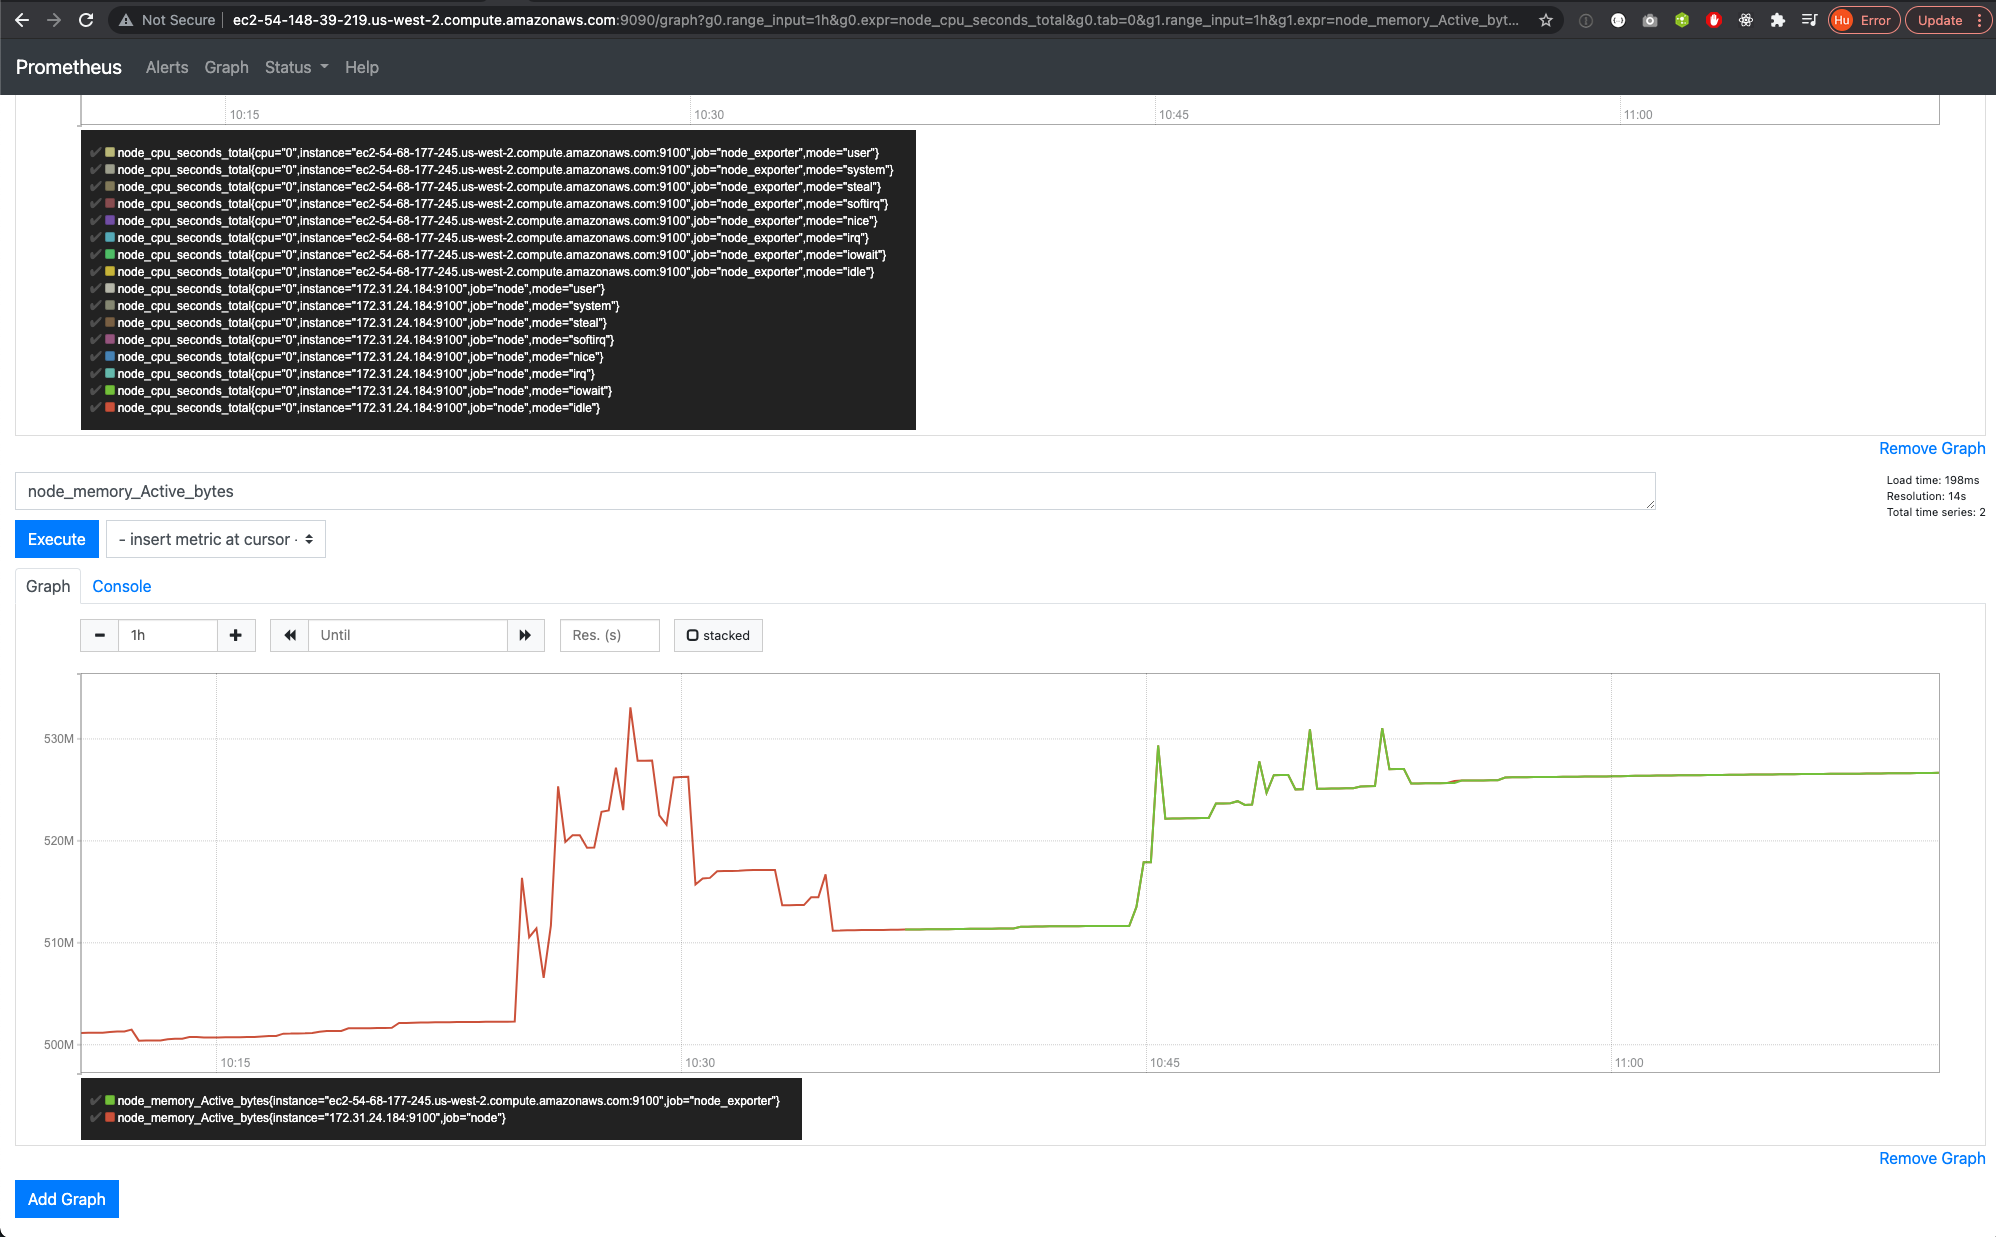 Not Secure | ec2-54-148-39-219.us-west-2.compute.amazonaws.com:9090/graph?g0.range_input=1h&g0.expr=node_cpu_seconds_total&g0.tab=0&g1.range_input=1h&g1.expr=node_memory_Active_byt...
Hu Error
Update
Prometheus Alerts Graph Status Help
10:15 10:30 10:45 11:00
node_cpu_seconds_total{cpu="0",instance="ec2-54-68-177-245.us-west-2.compute.amazonaws.com:9100",job="node_exporter",mode="user"}
node_cpu_seconds_total{cpu="0",instance="ec2-54-68-177-245.us-west-2.compute.amazonaws.com:9100",job="node_exporter",mode="system"}
node_cpu_seconds_total{cpu="0",instance="ec2-54-68-177-245.us-west-2.compute.amazonaws.com:9100",job="node_exporter",mode="steal"}
node_cpu_seconds_total{cpu="0",instance="ec2-54-68-177-245.us-west-2.compute.amazonaws.com:9100",job="node_exporter",mode="softirq"}
node_cpu_seconds_total{cpu="0",instance="ec2-54-68-177-245.us-west-2.compute.amazonaws.com:9100",job="node_exporter",mode="nice"}
node_cpu_seconds_total{cpu="0",instance="ec2-54-68-177-245.us-west-2.compute.amazonaws.com:9100",job="node_exporter",mode="irq"}
node_cpu_seconds_total{cpu="0",instance="ec2-54-68-177-245.us-west-2.compute.amazonaws.com:9100",job="node_exporter",mode="iowait"}
node_cpu_seconds_total{cpu="0",instance="ec2-54-68-177-245.us-west-2.compute.amazonaws.com:9100",job="node_exporter",mode="idle"}
node_cpu_seconds_total{cpu="0",instance="172.31.24.184:9100",job="node",mode="user"}
node_cpu_seconds_total{cpu="0",instance="172.31.24.184:9100",job="node",mode="system"}
node_cpu_seconds_total{cpu="0",instance="172.31.24.184:9100",job="node",mode="steal"}
node_cpu_seconds_total{cpu="0",instance="172.31.24.184:9100",job="node",mode="softirq"}
node_cpu_seconds_total{cpu="0",instance="172.31.24.184:9100",job="node",mode="nice"}
node_cpu_seconds_total{cpu="0",instance="172.31.24.184:9100",job="node",mode="irq"}
node_cpu_seconds_total{cpu="0",instance="172.31.24.184:9100",job="node",mode="iowait"}
node_cpu_seconds_total{cpu="0",instance="172.31.24.184:9100",job="node",mode="idle"}
Remove Graph
node_memory_Active_bytes
Load time: 198ms
Resolution: 14s
Total time series: 2
Execute - insert metric at cursor -
Graph Console
1h Until Res. (s) stacked
530M
520M
510M
500M
10:15 10:30 10:45 11:00
node_memory_Active_bytes{instance="ec2-54-68-177-245.us-west-2.compute.amazonaws.com:9100",job="node_exporter"}
node_memory_Active_bytes{instance="172.31.24.184:9100",job="node"}
Remove Graph
Add Graph